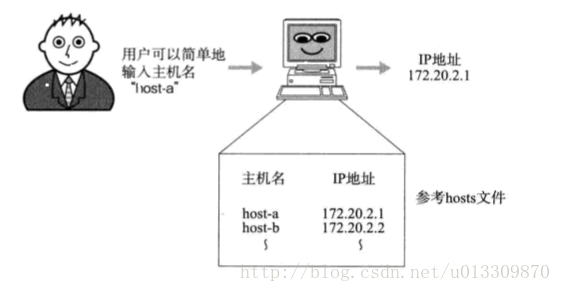 用户可以简单地
输入主机名
“host-a”
IP地址
172.20.2.1
主机名 IP地址
host-a 172.20.2.1
host-b 172.20.2.2
参考hosts文件
http://blog.csdn.net/u013309870